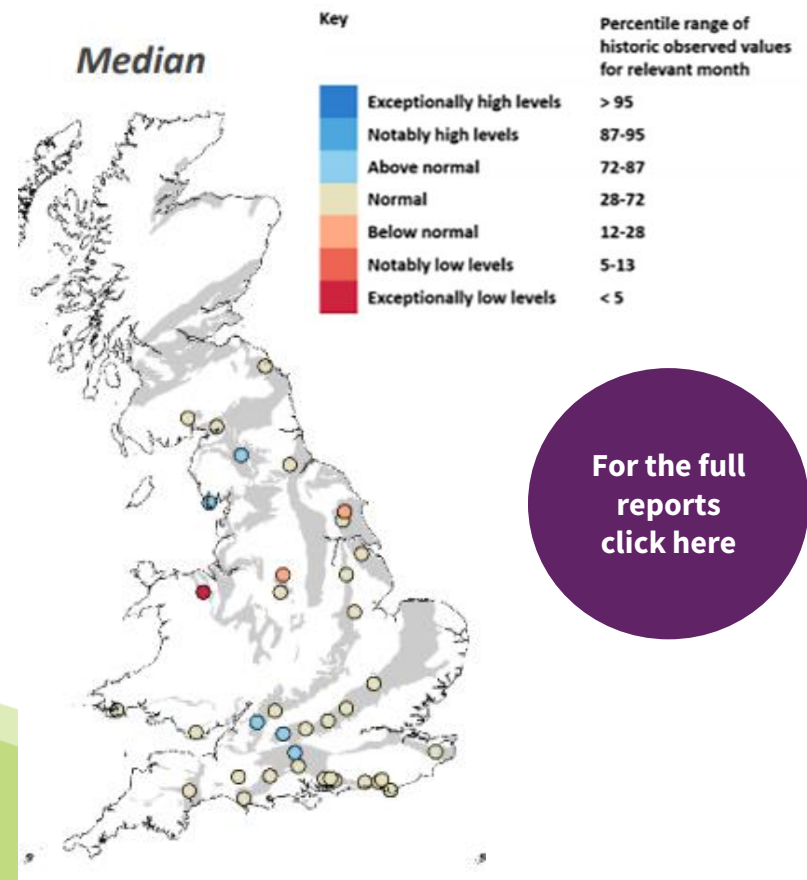 Median
Key
Percentile range of
historic observed values
for relevant month
Exceptionally high levels > 95
Notably high levels 87-95
Above normal 72-87
Normal 28-72
Below normal 12-28
Notably low levels 5-13
Exceptionally low levels < 5
For the full
reports
click here